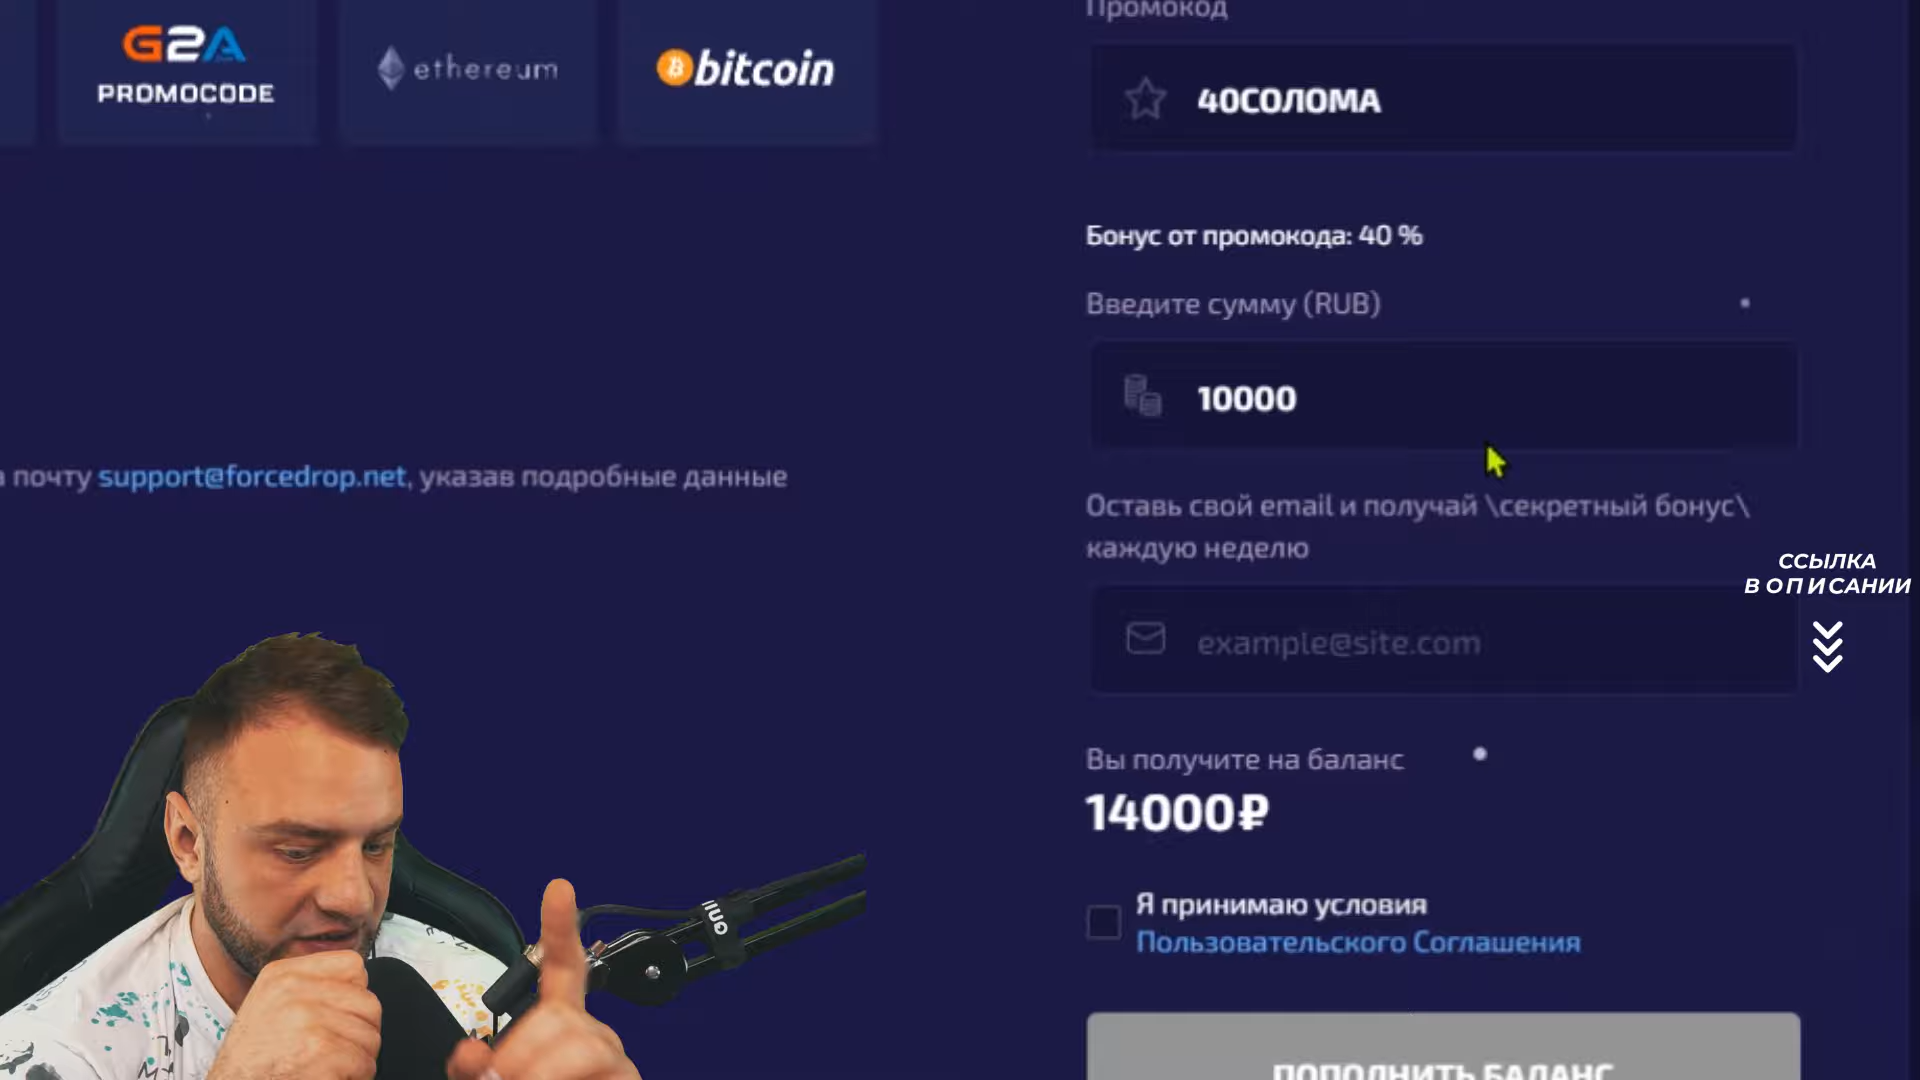 G2A
PROMOCODE
ethereum
bitcoin
Промокод
40СОЛОМА
Бонус от промокода: 40 %
Введите сумму (RUB)
10000
почту support@forcedrop.net, указав подробные данные
Оставь свой email и получай \секретный бонус\
каждую неделю
example@site.com
ССЫЛКА
В ОПИСАНИИ
Вы получите на баланс
14000₽
Я принимаю условия
Пользовательского Соглашения
ПОПОЛНИТЬ БАЛАНС